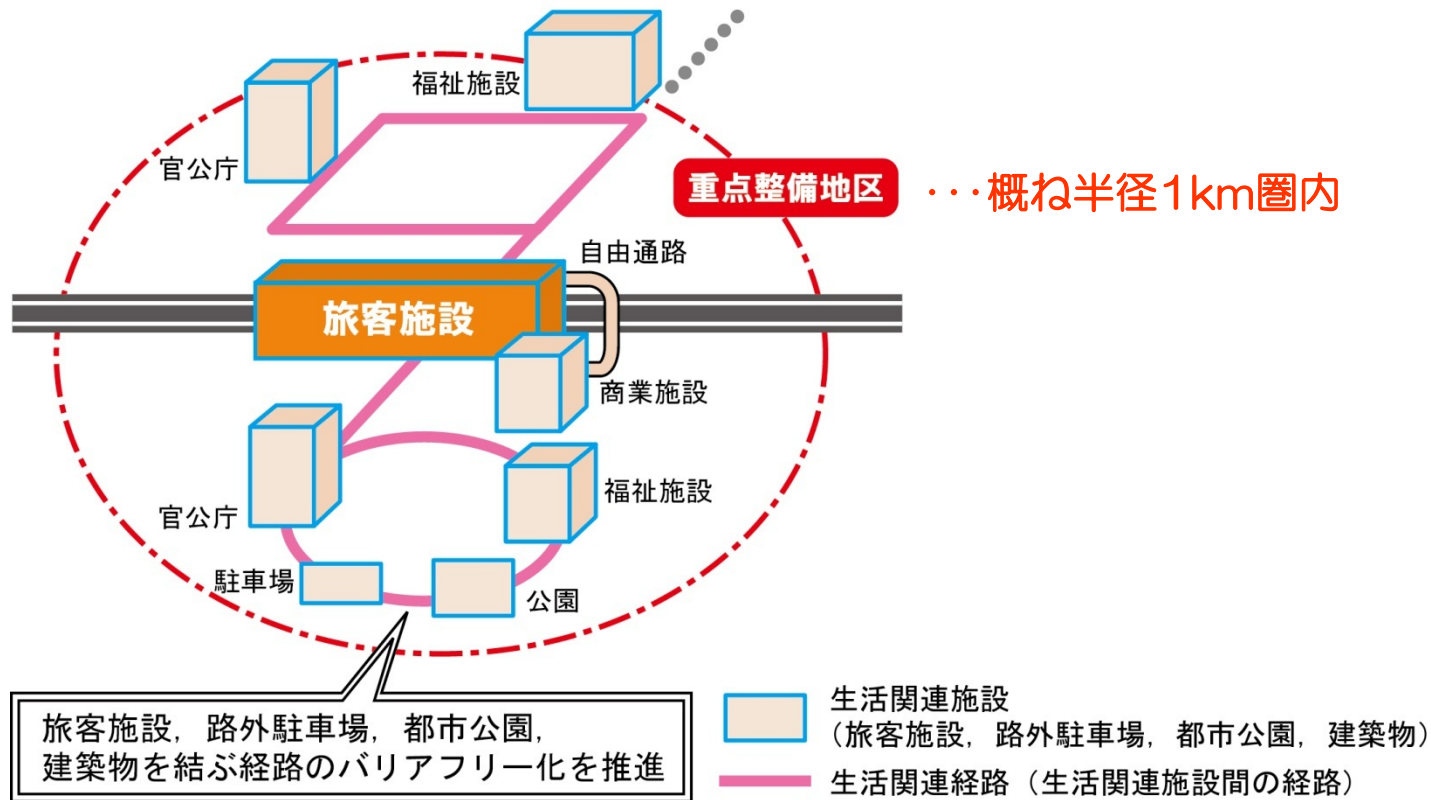 福祉施設
官公庁
重点整備地区 …概ね半径1km圏内
自由通路
旅客施設
商業施設
官公庁
福祉施設
駐車場
公園
旅客施設，路外駐車場，都市公園，
建築物を結ぶ経路のバリアフリー化を推進
生活関連施設
（旅客施設，路外駐車場，都市公園，建築物）
生活関連経路（生活関連施設間の経路）